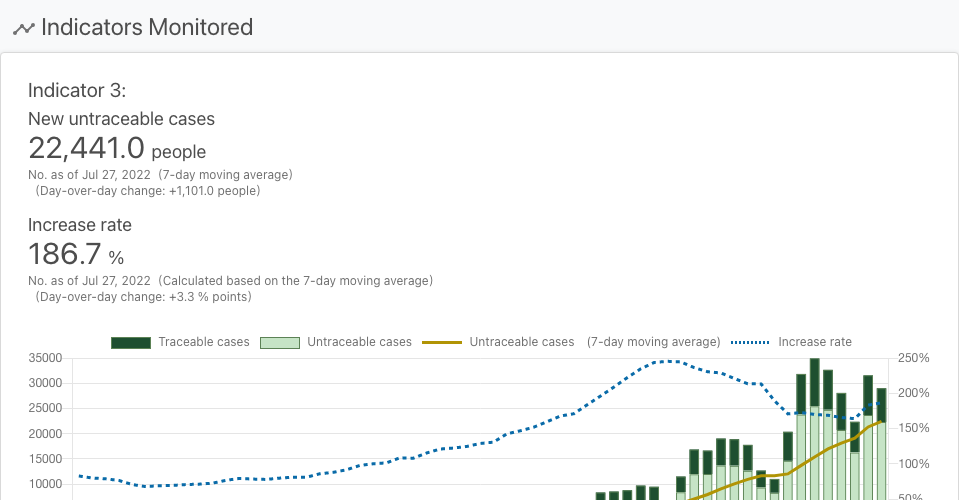 Indicators Monitored
Indicator 3:
New untraceable cases
22,441.0 people
No. as of Jul 27, 2022 (7-day moving average)
(Day-over-day change: +1,101.0 people)
Increase rate
186.7 %
No. as of Jul 27, 2022 (Calculated based on the 7-day moving average)
(Day-over-day change: +3.3 % points)
Traceable cases Untraceable cases Untraceable cases (7-day moving average) Increase rate
35000 250%
30000
25000 200%
20000 150%
15000
10000 100%
50%